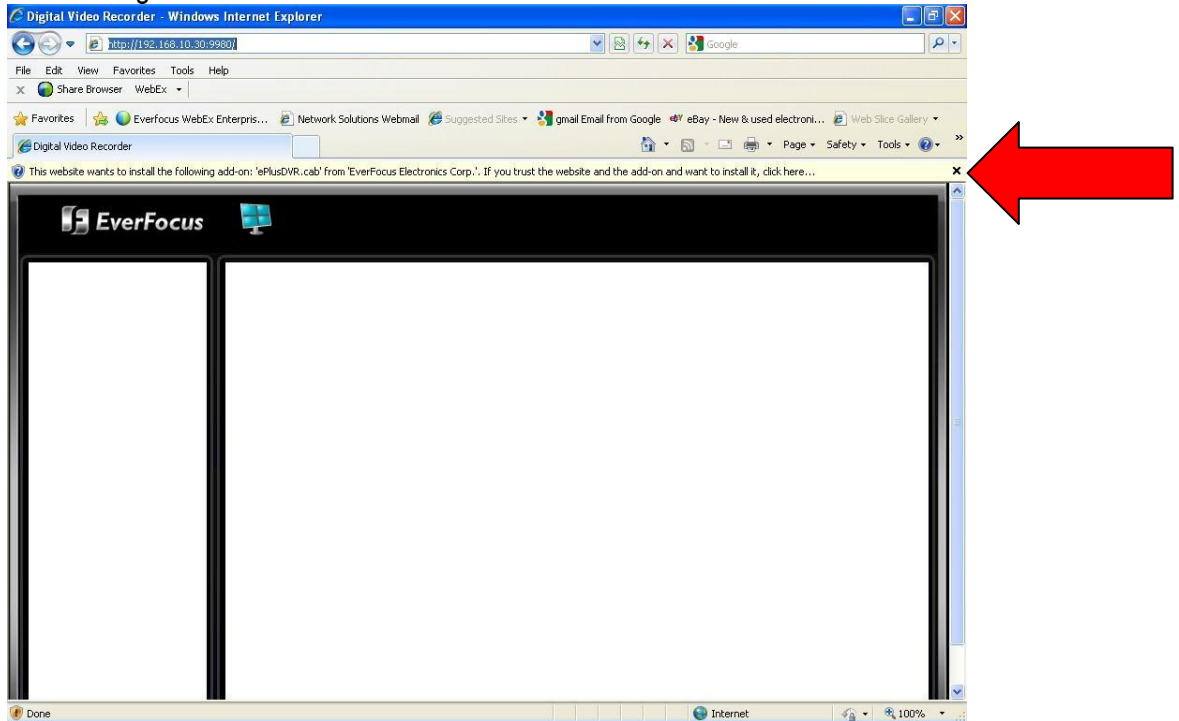 Digital Video Recorder - Windows Internet Explorer
http://192.168.10.30:9980/
Google
File Edit View Favorites Tools Help
x Share Browser WebEx
Favorites Everfocus WebEx Enterpris... Network Solutions Webmail Suggested Sites gmail Email from Google eBay - New & used electroni... Web Slice Gallery
Digital Video Recorder Page Safety Tools »
This website wants to install the following add-on: 'ePlusDVR.cab' from 'EverFocus Electronics Corp.'. If you trust the website and the add-on and want to install it, click here... x
EverFocus
Done Internet 100%